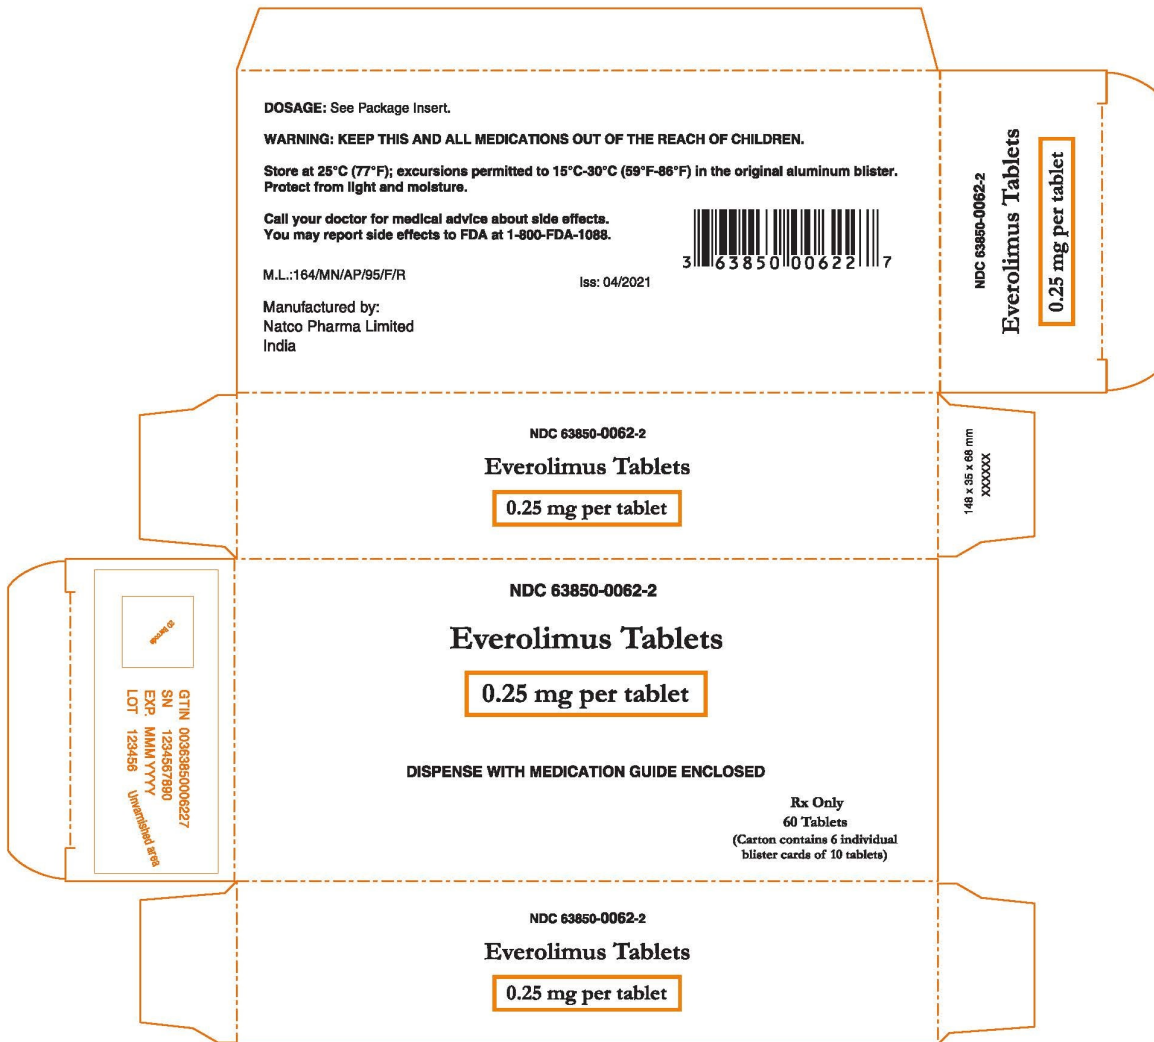 DOSAGE: See Package Insert.
WARNING: KEEP THIS AND ALL MEDICATIONS OUT OF THE REACH OF CHILDREN.
Store at 25°C (77°F); excursions permitted to 15°C-30°C (59°F-86°F) in the original aluminum blister.
Protect from light and moisture.
Call your doctor for medical advice about side effects.
You may report side effects to FDA at 1-800-FDA-1088.
M.L.:164/MN/AP/95/F/R
Iss: 04/2021
3 63850 00622 7
Manufactured by:
Natco Pharma Limited
India
NDC 63850-0062-2
Everolimus Tablets
0.25 mg per tablet
NDC 63850-0062-2
Everolimus Tablets
0.25 mg per tablet
148 x 35 x 68 mm
XXXXXX
NDC 63850-0062-2
Everolimus Tablets
0.25 mg per tablet
DISPENSE WITH MEDICATION GUIDE ENCLOSED
Rx Only
60 Tablets
(Carton contains 6 individual
blister cards of 10 tablets)
2D Barcode
GTIN 00363850006227
SN 1234567890
EXP. MMM YYYY
LOT 123456
Unvarnished area
NDC 63850-0062-2
Everolimus Tablets
0.25 mg per tablet